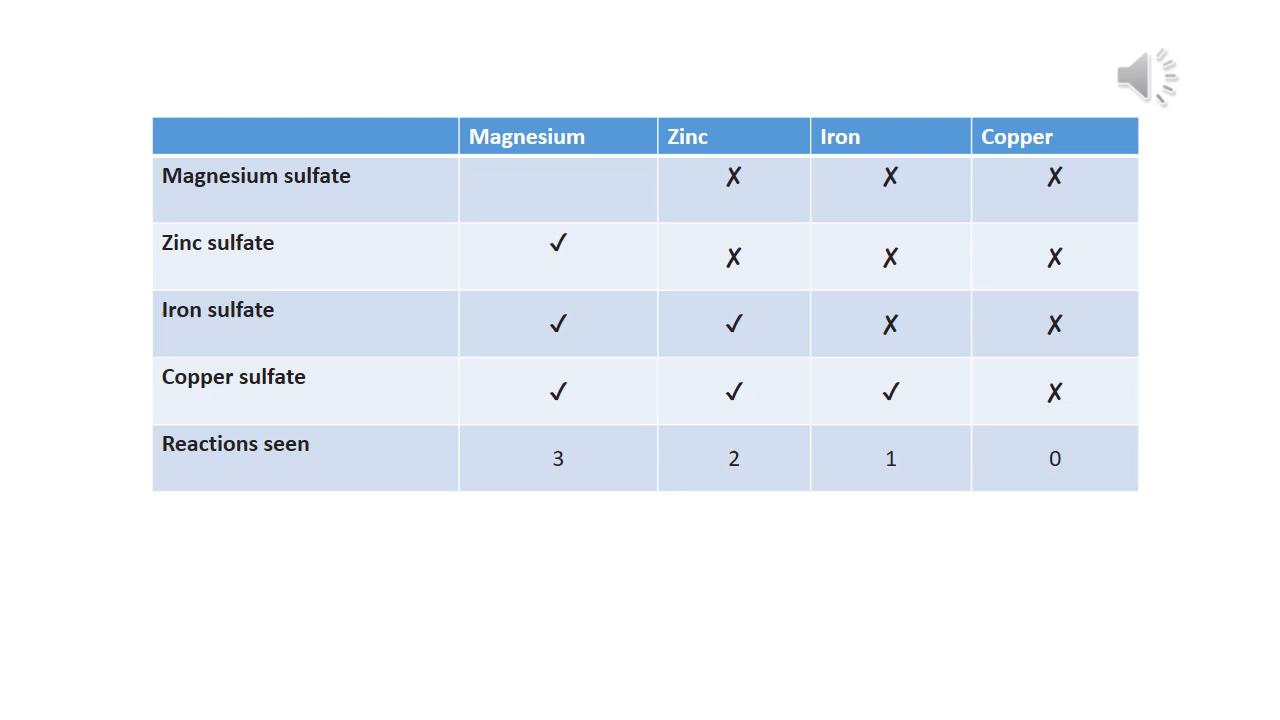 Magnesium Zinc Iron Copper
Magnesium sulfate ✗ ✗ ✗
Zinc sulfate ✓ ✗ ✗ ✗
Iron sulfate ✓ ✓ ✗ ✗
Copper sulfate ✓ ✓ ✓ ✗
Reactions seen 3 2 1 0